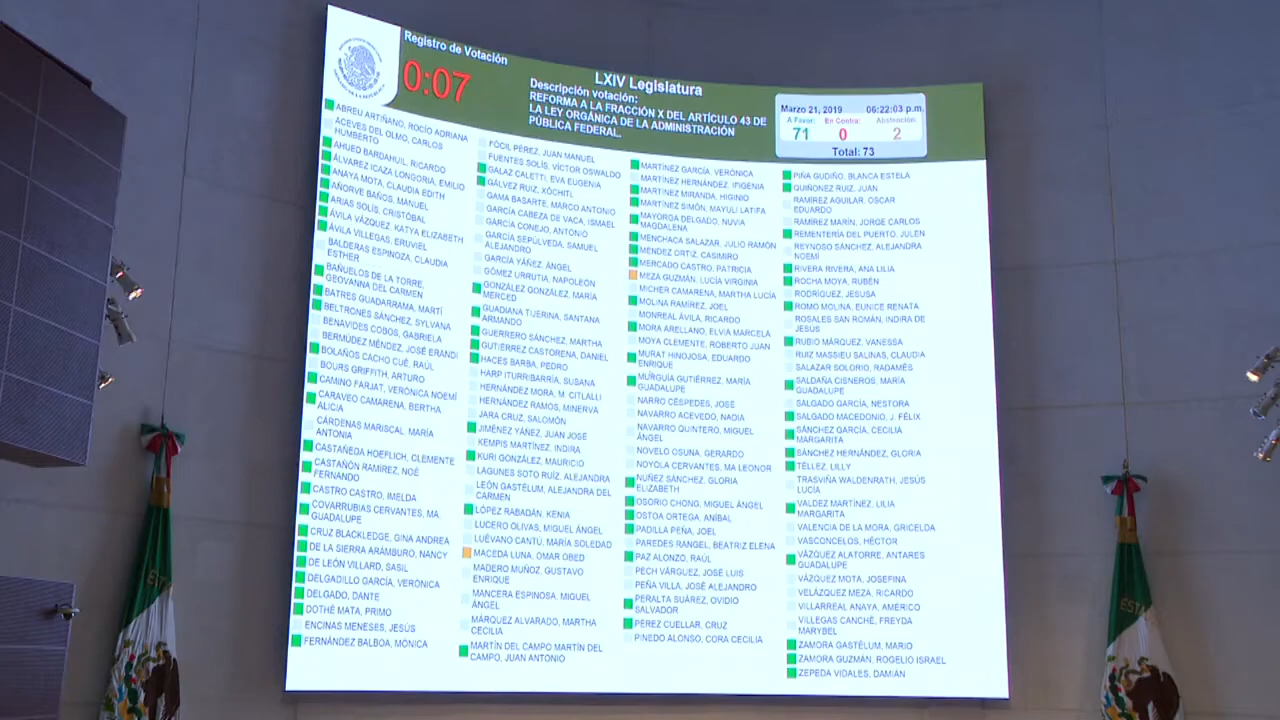 Registro de Votación
0:07
LXIV Legislatura
Descripción votación:
REFORMA A LA FRACCIÓN X DEL ARTÍCULO 43 DE
LA LEY ORGÁNICA DE LA ADMINISTRACIÓN
PÚBLICA FEDERAL.
Marzo 21, 2019 06:22:03 p.m.
A Favor: En Contra: Abstención:
71 0 2
Total: 73
ABREU ARTIÑANO, ROCÍO ADRIANA
ACEVES DEL OLMO, CARLOS
HUMBERTO
AHUED BARDAHUIL, RICARDO
ÁLVAREZ ICAZA LONGORIA, EMILIO
ANAYA MOTA, CLAUDIA EDITH
AÑORVE BAÑOS, MANUEL
ARIAS SOLÍS, CRISTÓBAL
ÁVILA VÁZQUEZ, KATYA ELIZABETH
ÁVILA VILLEGAS, ERUVIEL
BALDERAS ESPINOZA, CLAUDIA
ESTHER
BAÑUELOS DE LA TORRE,
GEOVANNA DEL CARMEN
BATRES GUADARRAMA, MARTÍ
BELTRONES SÁNCHEZ, SYLVANA
BENAVIDES COBOS, GABRIELA
BERMÚDEZ MÉNDEZ, JOSÉ ERANDI
BOLAÑOS CACHO CUÉ, RAÚL
BOURS GRIFFITH, ARTURO
CAMINO FARJAT, VERÓNICA NOEMÍ
CARAVEO CAMARENA, BERTHA
ALICIA
CÁRDENAS MARISCAL, MARÍA
ANTONIA
CASTAÑEDA HOEFLICH, CLEMENTE
CASTAÑÓN RAMÍREZ, NOÉ
FERNANDO
CASTRO CASTRO, IMELDA
COVARRUBIAS CERVANTES, MA.
GUADALUPE
CRUZ BLACKLEDGE, GINA ANDREA
DE LA SIERRA ARÁMBURO, NANCY
DE LEÓN VILLARD, SASIL
DELGADILLO GARCÍA, VERÓNICA
DELGADO, DANTE
DOTHÉ MATA, PRIMO
ENCINAS MENESES, JESÚS
FERNÁNDEZ BALBOA, MÓNICA
FÓCIL PÉREZ, JUAN MANUEL
FUENTES SOLÍS, VÍCTOR OSWALDO
GALAZ CALETTI, EVA EUGENIA
GÁLVEZ RUIZ, XÓCHITL
GAMA BASARTE, MARCO ANTONIO
GARCÍA CABEZA DE VACA, ISMAEL
GARCÍA CONEJO, ANTONIO
GARCÍA SEPÚLVEDA, SAMUEL
ALEJANDRO
GARCÍA YÁÑEZ, ÁNGEL
GÓMEZ URRUTIA, NAPOLEÓN
GONZÁLEZ GONZÁLEZ, MARÍA
MERCED
GUADIANA TIJERINA, SANTANA
ARMANDO
GUERRERO SÁNCHEZ, MARTHA
GUTIÉRREZ CASTORENA, DANIEL
HACES BARBA, PEDRO
HARP ITURRIBARRÍA, SUSANA
HERNÁNDEZ MORA, M. CITLALLI
HERNÁNDEZ RAMOS, MINERVA
JARA CRUZ, SALOMÓN
JIMÉNEZ YÁÑEZ, JUAN JOSÉ
KEMPIS MARTÍNEZ, INDIRA
KURI GONZÁLEZ, MAURICIO
LAGUNES SOTO RUÍZ, ALEJANDRA
LEÓN GASTÉLUM, ALEJANDRA DEL
CARMEN
LÓPEZ RABADÁN, KENIA
LUCERO OLIVAS, MIGUEL ÁNGEL
LUÉVANO CANTÚ, MARÍA SOLEDAD
MACEDA LUNA, OMAR OBED
MADERO MUÑOZ, GUSTAVO
ENRIQUE
MANCERA ESPINOSA, MIGUEL
ÁNGEL
MÁRQUEZ ALVARADO, MARTHA
CECILIA
MARTÍN DEL CAMPO MARTÍN DEL
CAMPO, JUAN ANTONIO
MARTÍNEZ GARCÍA, VERÓNICA
MARTÍNEZ HERNÁNDEZ, IFIGENIA
MARTÍNEZ MIRANDA, HIGINIO
MARTÍNEZ SIMÓN, MAYULI LATIFA
MAYORGA DELGADO, NUVIA
MAGDALENA
MENCHACA SALAZAR, JULIO RAMÓN
MÉNDEZ ORTIZ, CASIMIRO
MERCADO CASTRO, PATRICIA
MEZA GUZMÁN, LUCÍA VIRGINIA
MICHER CAMARENA, MARTHA LUCÍA
MOLINA RAMÍREZ, JOEL
MONREAL ÁVILA, RICARDO
MORA ARELLANO, ELVIA MARCELA
MOYA CLEMENTE, ROBERTO JUAN
MURAT HINOJOSA, EDUARDO
ENRIQUE
MÚRGUÍA GUTIÉRREZ, MARÍA
GUADALUPE
NARRO CÉSPEDES, JOSÉ
NAVARRO ACEVEDO, NADIA
NAVARRO QUINTERO, MIGUEL
ÁNGEL
NOVELO OSUNA, GERARDO
NOYOLA CERVANTES, MA LEONOR
NÚÑEZ SÁNCHEZ, GLORIA
ELIZABETH
OSORIO CHONG, MIGUEL ÁNGEL
OSTOA ORTEGA, ANÍBAL
PADILLA PEÑA, JOEL
PAREDES RANGEL, BEATRIZ ELENA
PAZ ALONZO, RAÚL
PECH VÁRGUEZ, JOSÉ LUIS
PEÑA VILLA, JOSÉ ALEJANDRO
PERALTA SUÁREZ, OVIDIO
SALVADOR
PÉREZ CUELLAR, CRUZ
PINEDO ALONSO, CORA CECILIA
PIÑA GUDIÑO, BLANCA ESTELA
QUIÑONEZ RUIZ, JUAN
RAMÍREZ AGUILAR, OSCAR
EDUARDO
RAMÍREZ MARÍN, JORGE CARLOS
REMENTERÍA DEL PUERTO, JULEN
REYNOSO SÁNCHEZ, ALEJANDRA
NOEMÍ
RIVERA RIVERA, ANA LILIA
ROCHA MOYA, RUBÉN
RODRÍGUEZ, JESUSA
ROMO MOLINA, EUNICE RENATA
ROSALES SAN ROMÁN, INDIRA DE
JESÚS
RUBIO MÁRQUEZ, VANESSA
RUIZ MASSIEU SALINAS, CLAUDIA
SALAZAR SOLORIO, RADAMÉS
SALDAÑA CISNEROS, MARÍA
GUADALUPE
SALGADO GARCÍA, NESTORA
SALGADO MACEDONIO, J. FÉLIX
SÁNCHEZ GARCÍA, CECILIA
MARGARITA
SÁNCHEZ HERNÁNDEZ, GLORIA
TÉLLEZ, LILLY
TRASVIÑA WALDENRATH, JESÚS
LUCÍA
VALDEZ MARTÍNEZ, LILIA
MARGARITA
VALENCIA DE LA MORA, GRICELDA
VASCONCELOS, HÉCTOR
VÁZQUEZ ALATORRE, ANTARES
GUADALUPE
VÁZQUEZ MOTA, JOSEFINA
VELÁZQUEZ MEZA, RICARDO
VILLARREAL ANAYA, AMÉRICO
VILLEGAS CANCHÉ, FREYDA
MARYBEL
ZAMORA GASTÉLUM, MARIO
ZAMORA GUZMÁN, ROGELIO ISRAEL
ZEPEDA VIDALES, DAMIÁN